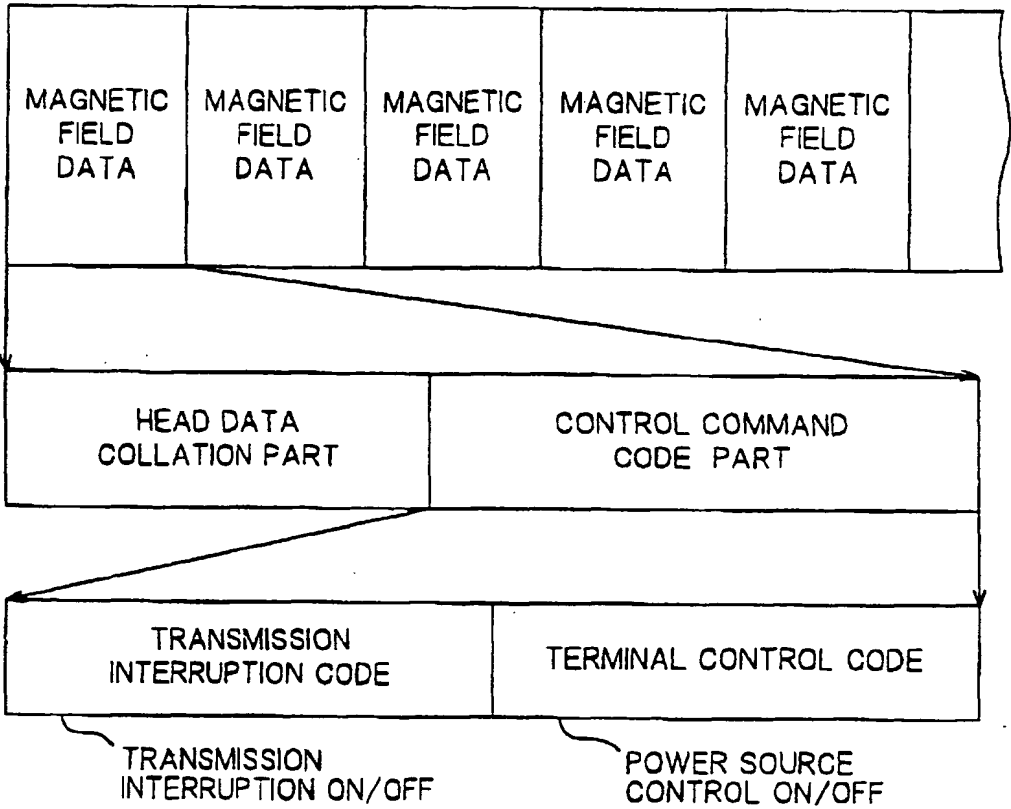 MAGNETIC
FIELD
DATA
MAGNETIC
FIELD
DATA
MAGNETIC
FIELD
DATA
MAGNETIC
FIELD
DATA
MAGNETIC
FIELD
DATA
HEAD DATA
COLLATION PART
CONTROL COMMAND
CODE PART
TRANSMISSION
INTERRUPTION CODE
TERMINAL CONTROL CODE
TRANSMISSION
INTERRUPTION ON/OFF
POWER SOURCE
CONTROL ON/OFF